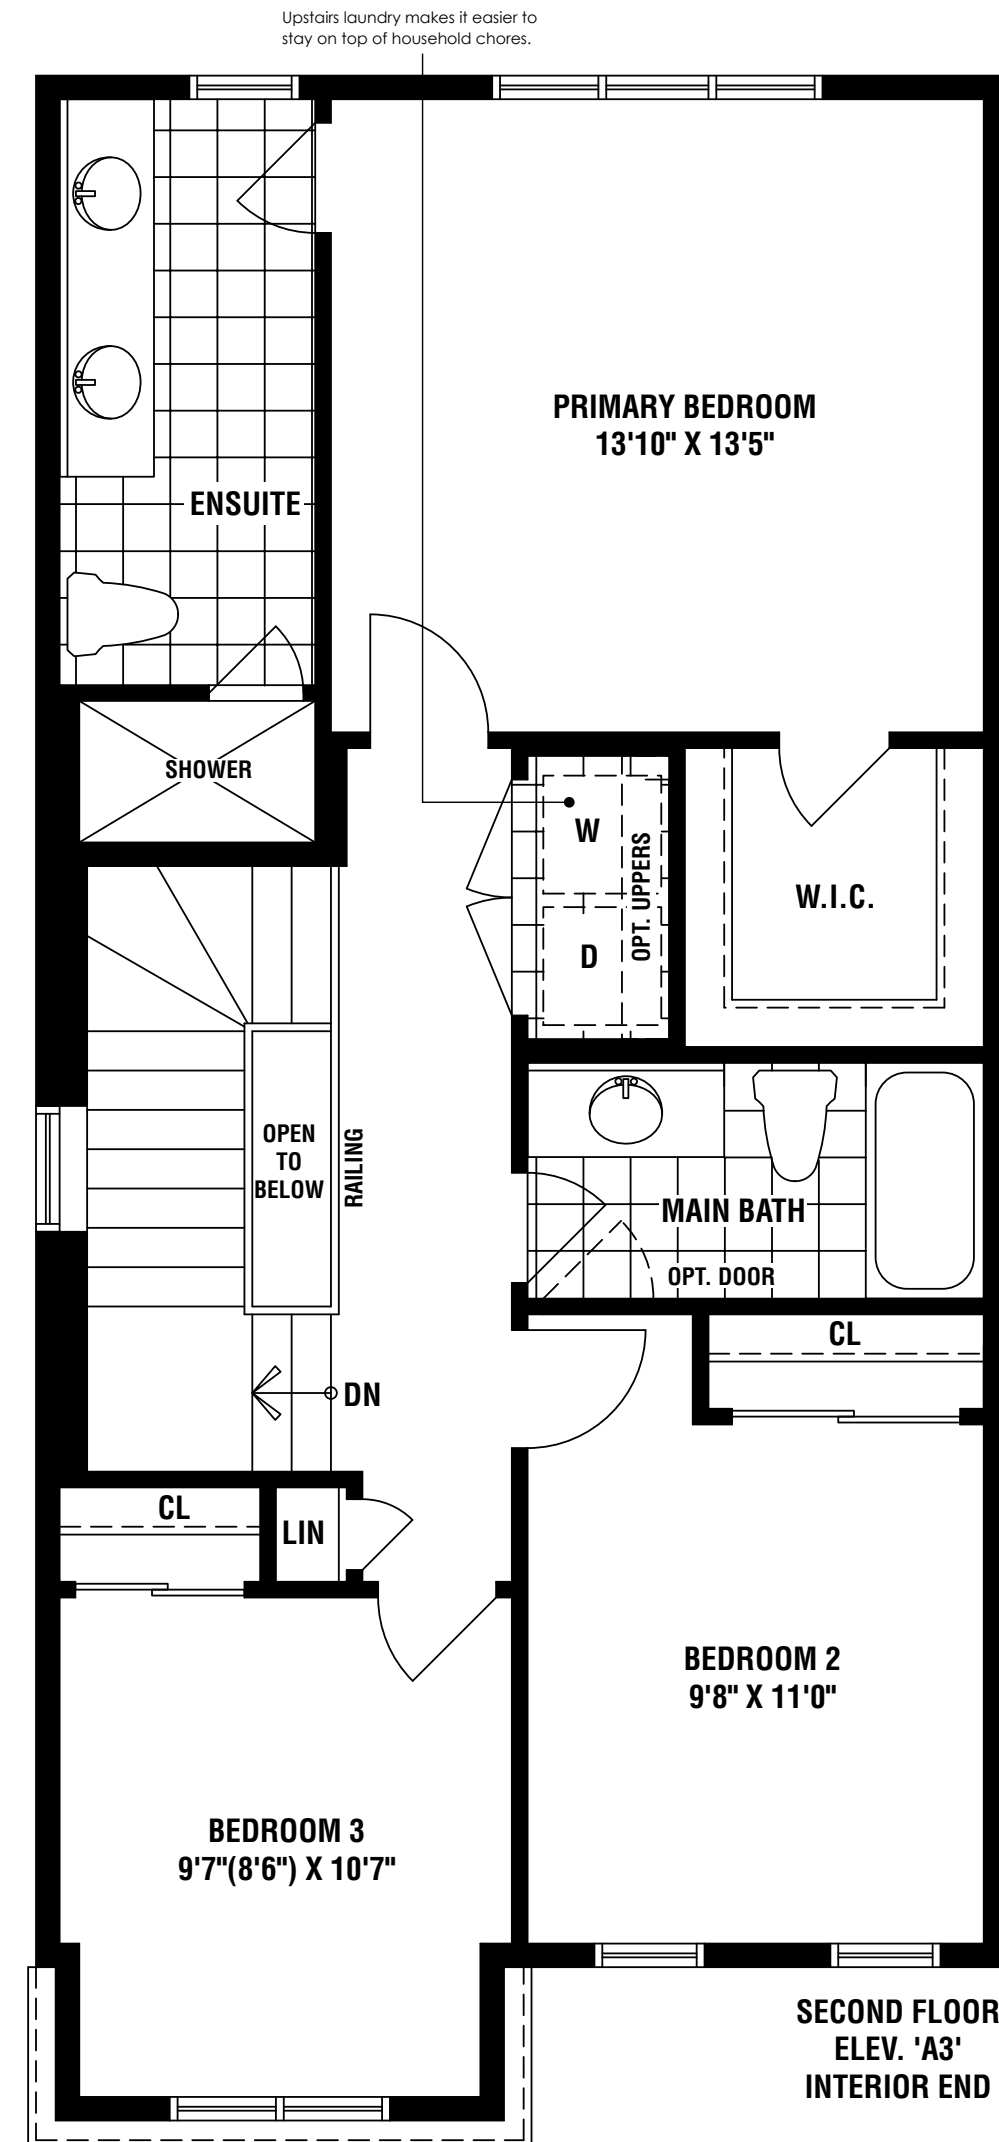 Upstairs laundry makes it easier to
stay on top of household chores.
PRIMARY BEDROOM
13'10" X 13'5"
ENSUITE
SHOWER
W
D
OPT. UPPERS
W.I.C.
OPEN
TO
BELOW
RAILING
MAIN BATH
OPT. DOOR
CL
DN
CL
LIN
BEDROOM 2
9'8" X 11'0"
BEDROOM 3
9'7"(8'6") X 10'7"
SECOND FLOOR
ELEV. 'A3'
INTERIOR END